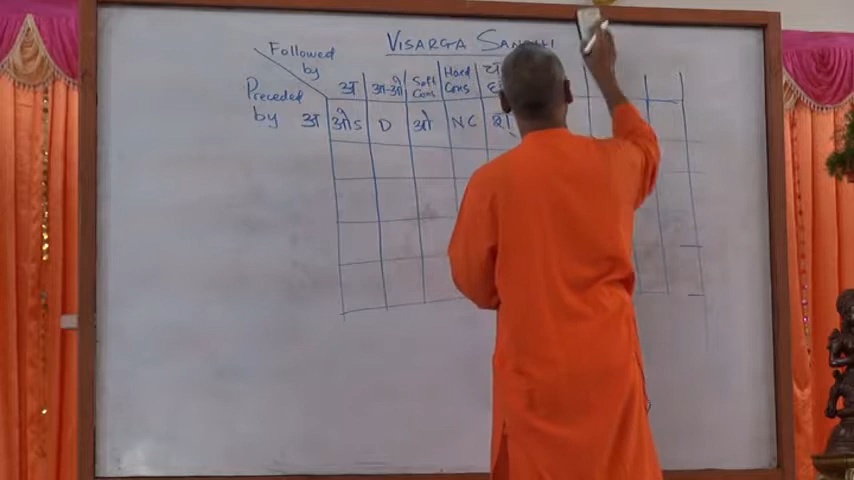 VISARGA SANDHI
Followed
by
Preceded
by अ
अ आ-औ Soft Cons Hard Cons
ओऽ D ओ NC